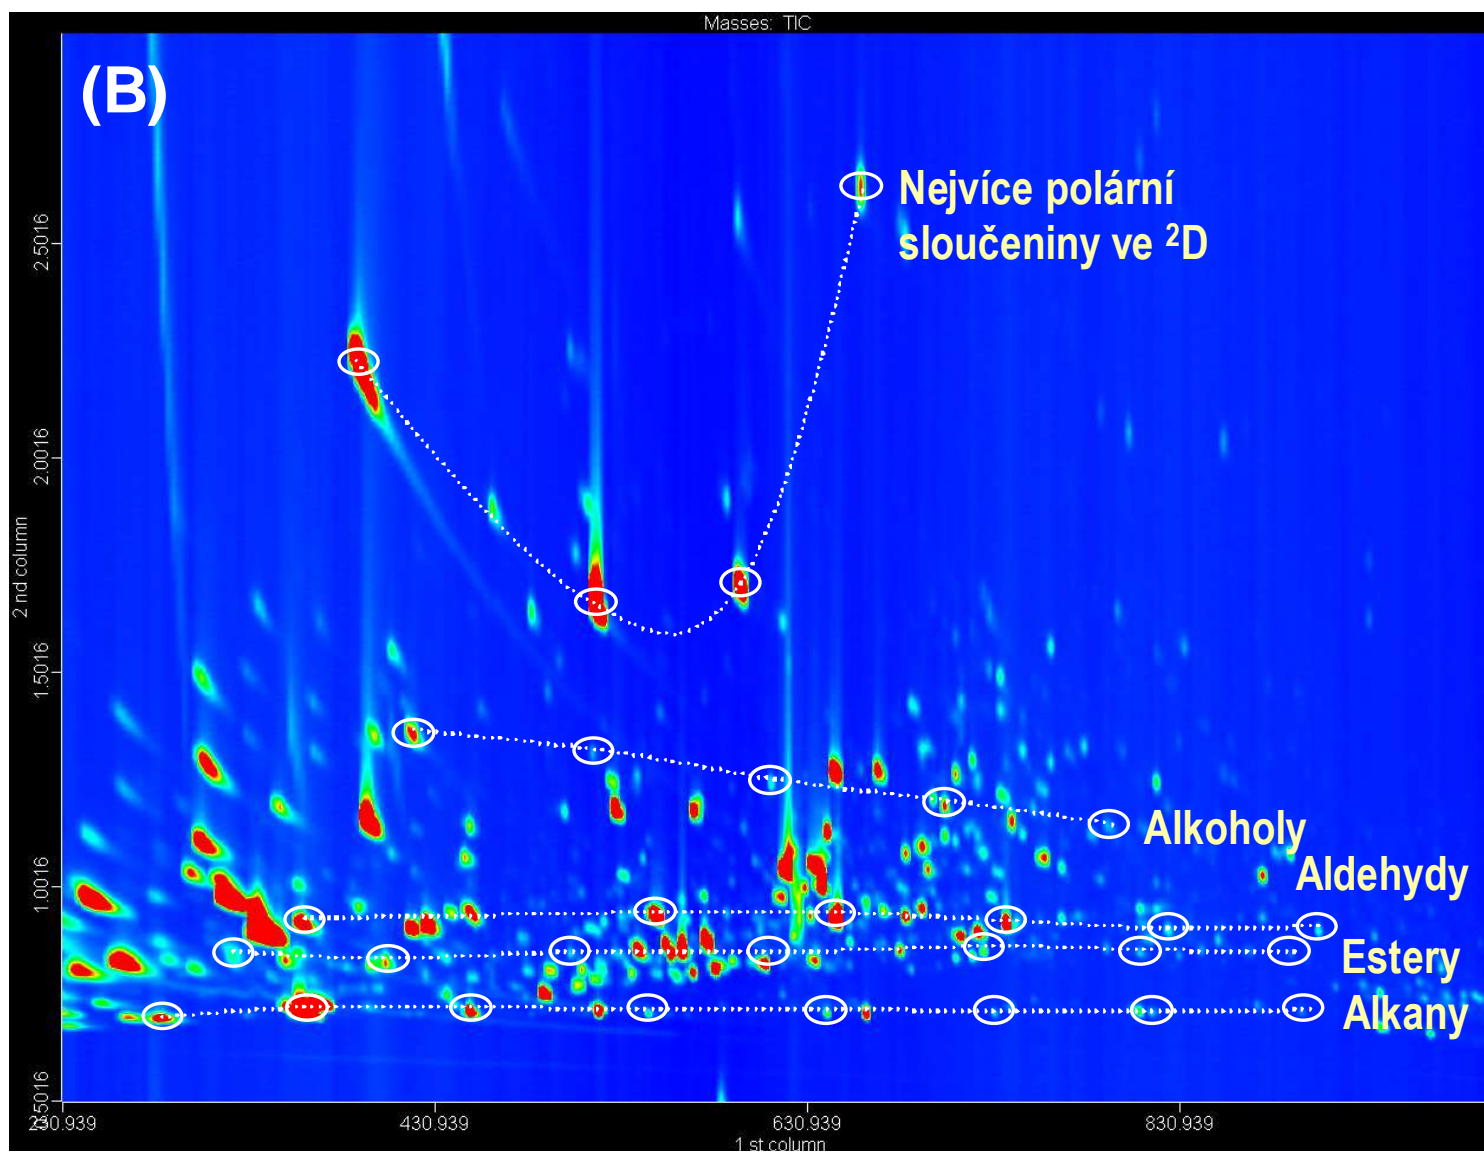 Masses: TIC
(B)
Nejvíce polární
sloučeniny ve ²D
2.5016
2.0016
2 nd column
1.5016
Alkoholy
Aldehydy
1.0016
Estery
Alkany
230.939
430.939
630.939
830.939
1 st column